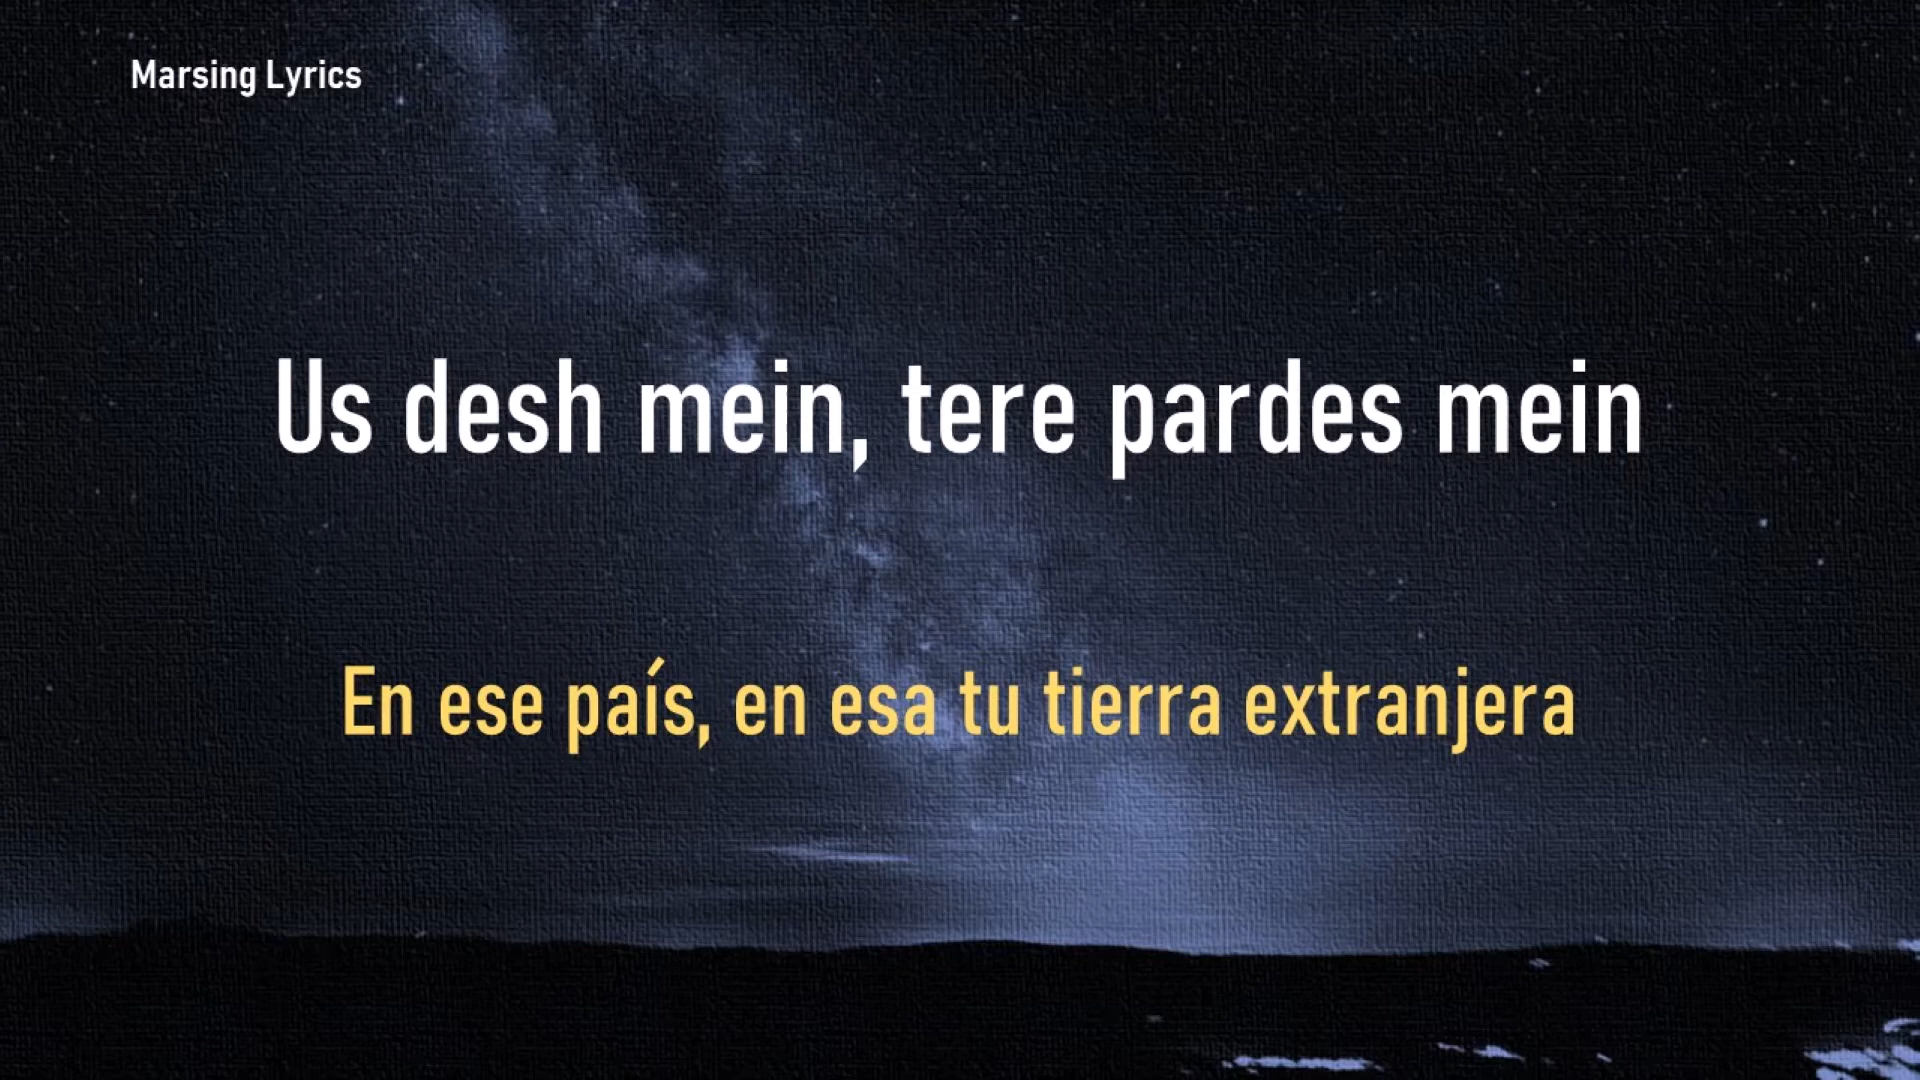 Marsing Lyrics
Us desh mein, tere pardes mein
En ese país, en esa tu tierra extranjera